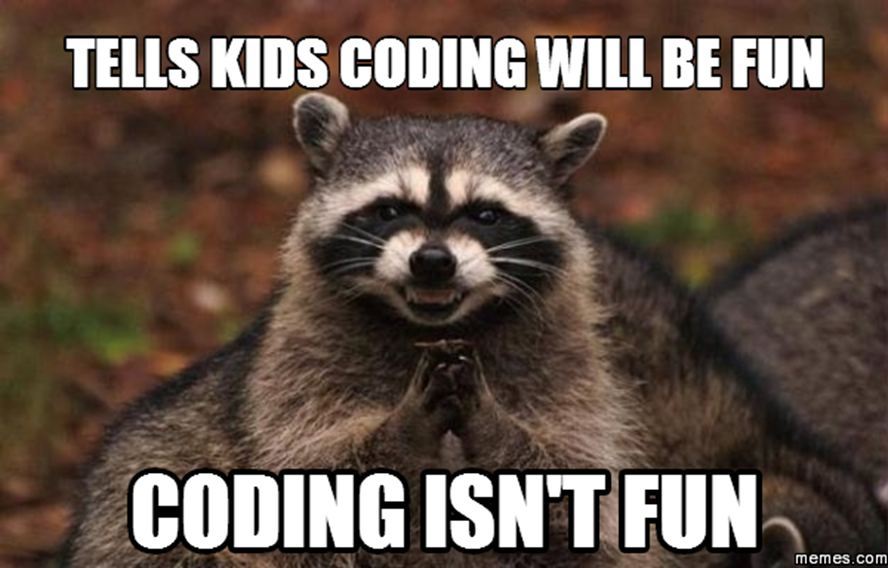 TELLS KIDS CODING WILL BE FUN
CODING ISN'T FUN
memes.com